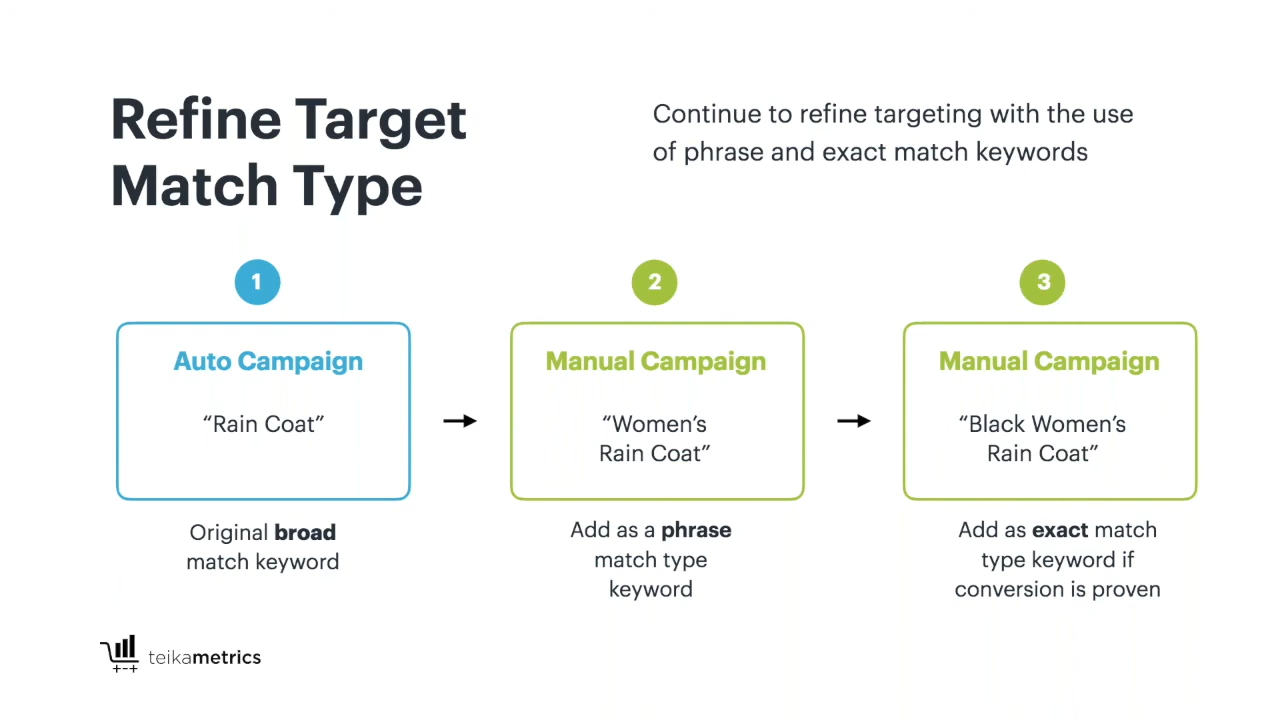 Refine Target
Match Type
Continue to refine targeting with the use
of phrase and exact match keywords
1
Auto Campaign
“Rain Coat”
Original broad
match keyword
2
Manual Campaign
“Women’s
Rain Coat”
Add as a phrase
match type
keyword
3
Manual Campaign
“Black Women’s
Rain Coat”
Add as exact match
type keyword if
conversion is proven
teikametrics